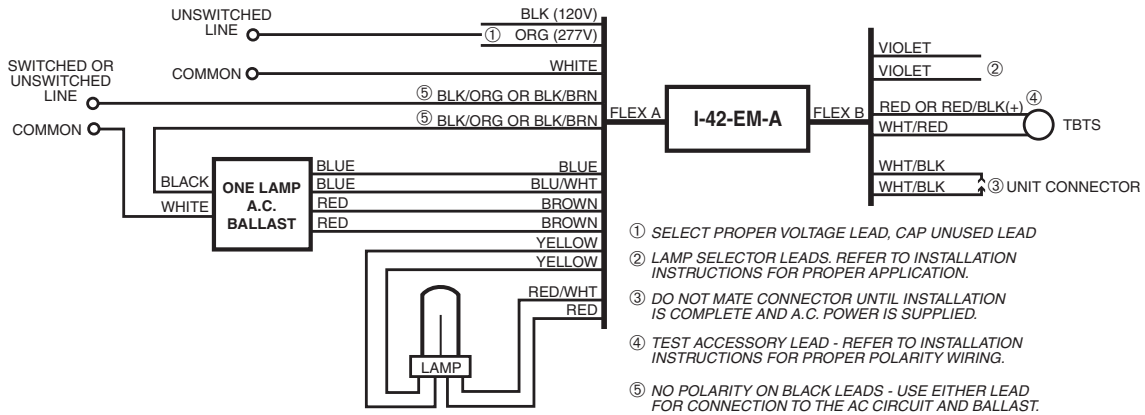 UNSWITCHED
LINE
BLK (120V)
① ORG (277V)
COMMON
WHITE
SWITCHED OR
UNSWITCHED
LINE
⑤ BLK/ORG OR BLK/BRN
COMMON
⑤ BLK/ORG OR BLK/BRN
BLACK
WHITE
ONE LAMP
A.C.
BALLAST
BLUE
BLUE
RED
RED
BLUE
BLU/WHT
BROWN
BROWN
YELLOW
YELLOW
RED/WHT
RED
LAMP
FLEX A
I-42-EM-A
FLEX B
VIOLET
VIOLET
②
RED OR RED/BLK(+)
④
WHT/RED
TBTS
WHT/BLK
WHT/BLK
③ UNIT CONNECTOR
① SELECT PROPER VOLTAGE LEAD, CAP UNUSED LEAD
② LAMP SELECTOR LEADS. REFER TO INSTALLATION
INSTRUCTIONS FOR PROPER APPLICATION.
③ DO NOT MATE CONNECTOR UNTIL INSTALLATION
IS COMPLETE AND A.C. POWER IS SUPPLIED.
④ TEST ACCESSORY LEAD - REFER TO INSTALLATION
INSTRUCTIONS FOR PROPER POLARITY WIRING.
⑤ NO POLARITY ON BLACK LEADS - USE EITHER LEAD
FOR CONNECTION TO THE AC CIRCUIT AND BALLAST.